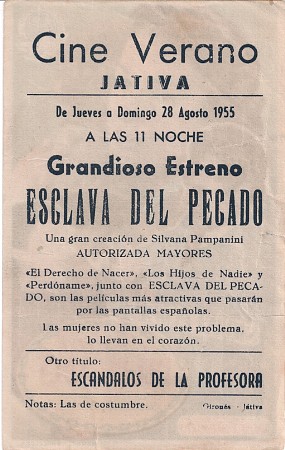 Cine Verano
JATIVA
De Jueves a Domingo 28 Agosto 1955
A LAS 11 NOCHE
Grandioso Estreno
ESCLAVA DEL PECADO
Una gran creación de Silvana Pampanini
AUTORIZADA MAYORES
«El Derecho de Nacer», «Los Hijos de Nadie» y
«Perdóname», junto con ESCLAVA DEL PECA-
DO, son las películas más atractivas que pasarán
por las pantallas españolas.
Las mujeres no han vivido este problema,
lo llevan en el corazón.
Otro título:
ESCANDALOS DE LA PROFESORA
Notas: Las de costumbre.
Gironés - Játiva